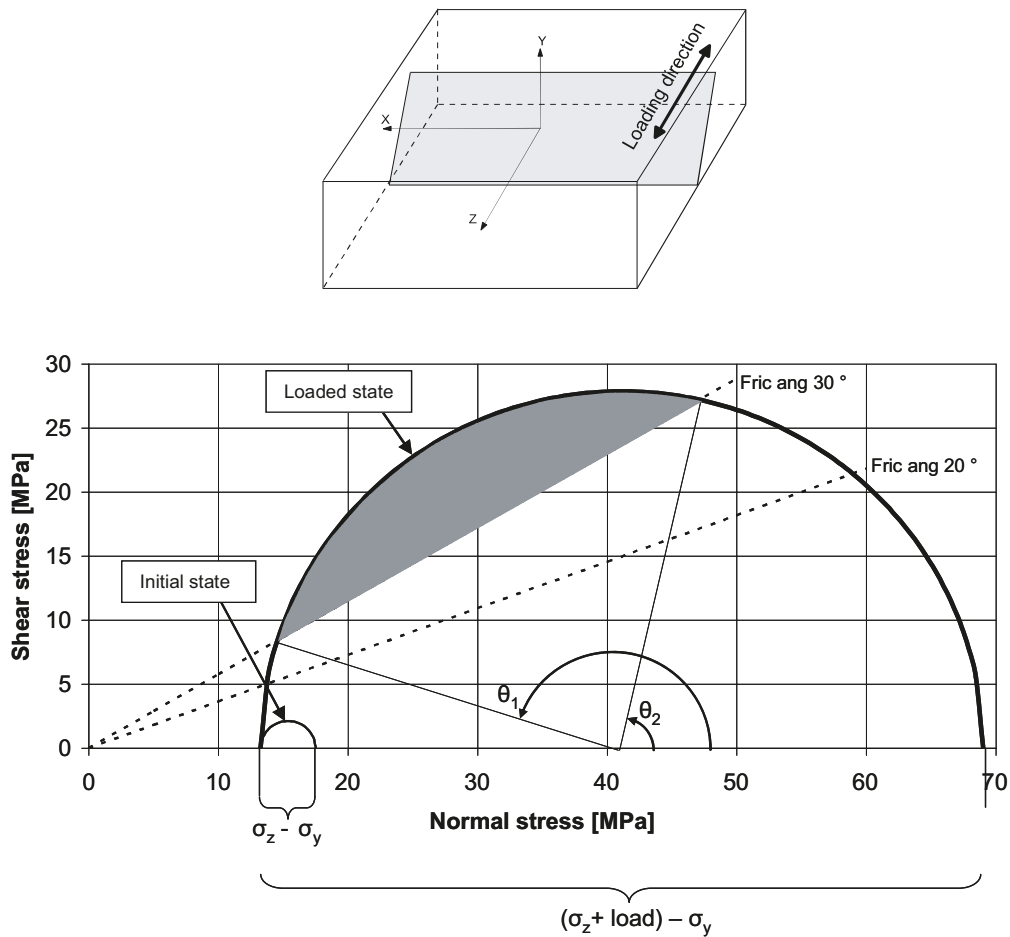 Y
X
Z
Loading direction
30
25
20
15
10
5
0
Shear stress [MPa]
Loaded state
Initial state
Fric ang 30 °
Fric ang 20 °
θ1
θ2
0 10 20 30 40 50 60 70
Normal stress [MPa]
σz - σy
(σz+ load) – σy